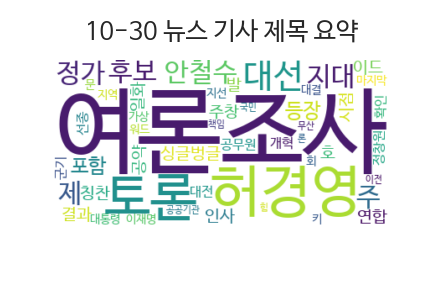 10-30 뉴스 기사 제목 요약
정가
후보
안철수
대선
지대
이드
마지막
문
지역
단일화
지선
발
대결
선종
가상
워드
주창
국민
등장
시점
확인
여론조사
책임
무산
론
정창원
공약
싱글벙글
공무원
개혁
회
호
군기
포함
제
칭찬
토론
대전
허경영
주
이전
결과
대통령
이재명
공공기관
인사
힘
키
연합